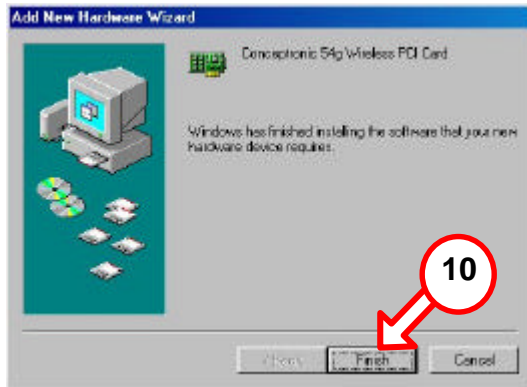 Add New Hardware Wizard
Conceptronic 54g Wireless PCI Card
Windows has finished installing the software that your new
hardware device requires.
10
< Back
Finish
Cancel